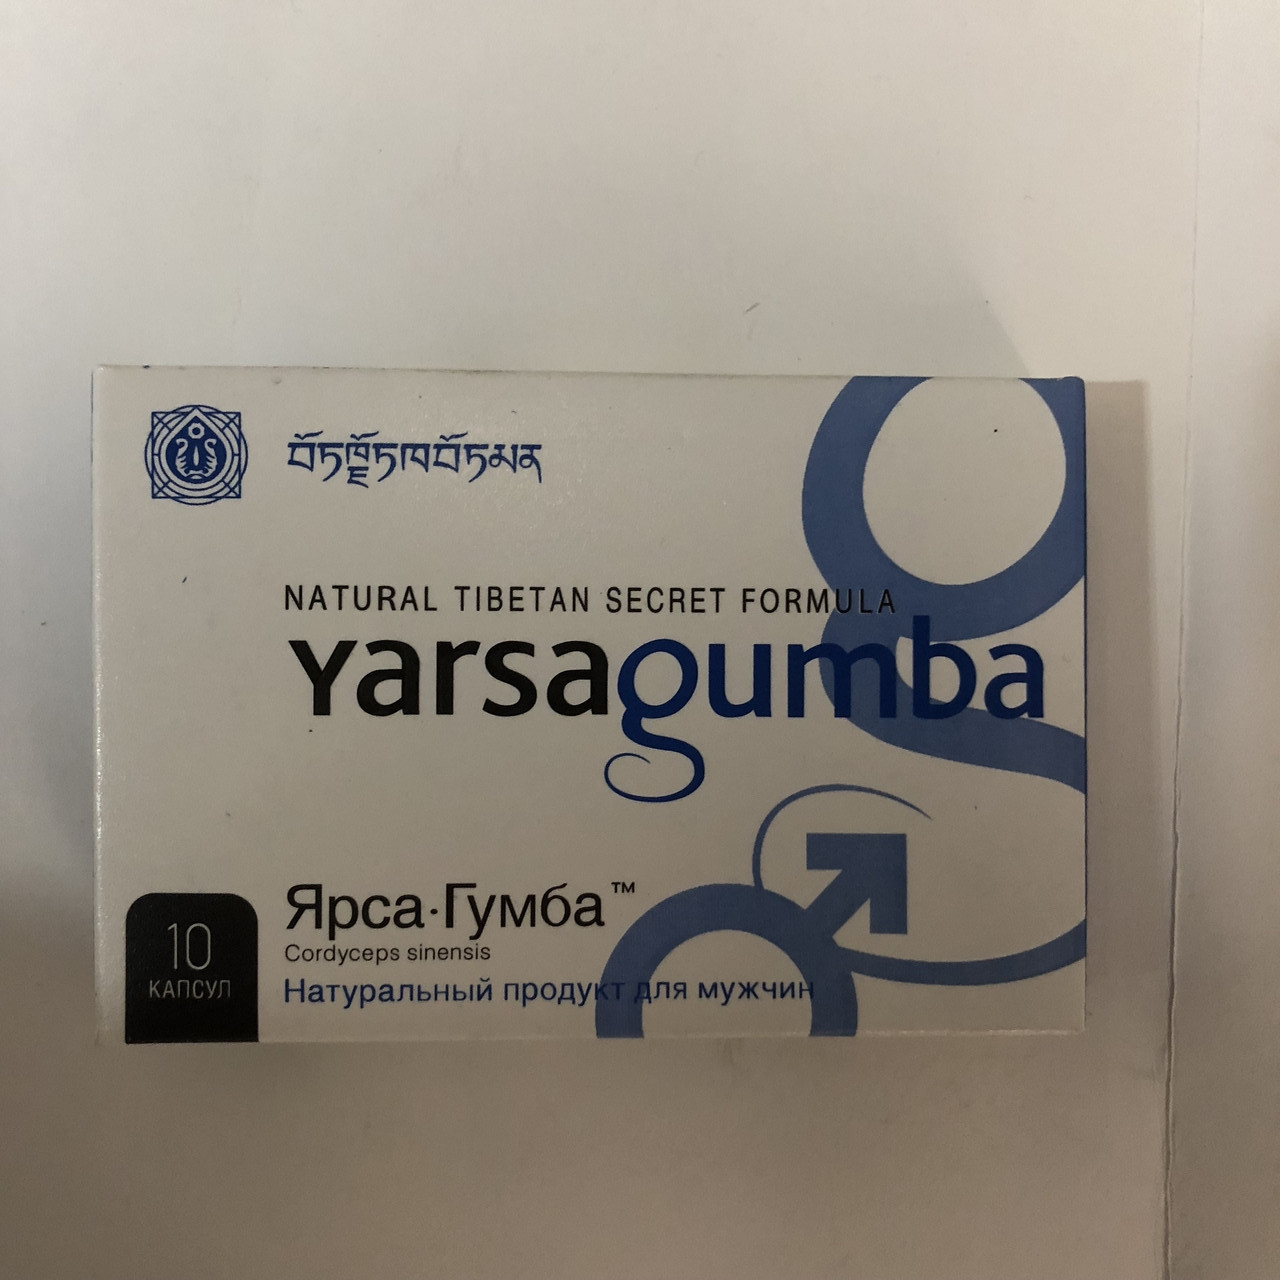 NATURAL TIBETAN SECRET FORMULA
Yarsagumba
Ярса·Гумба™
Cordyceps sinensis
Натуральный продукт для мужчин
10
КАПСУЛ